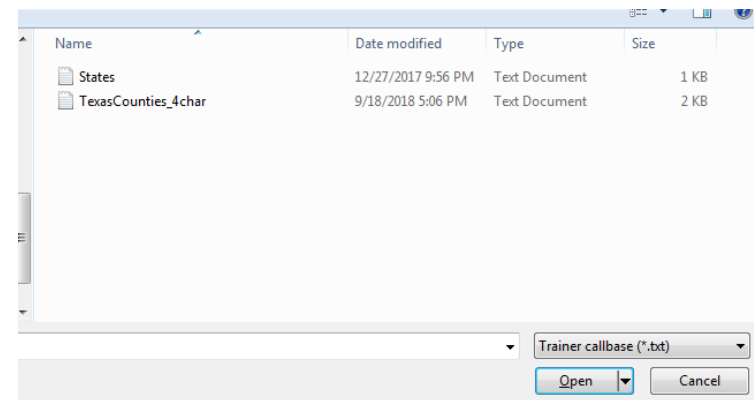 Name Date modified Type Size
States 12/27/2017 9:56 PM Text Document 1 KB
TexasCounties_4char 9/18/2018 5:06 PM Text Document 2 KB
Trainer callbase (*.txt)
Open Cancel